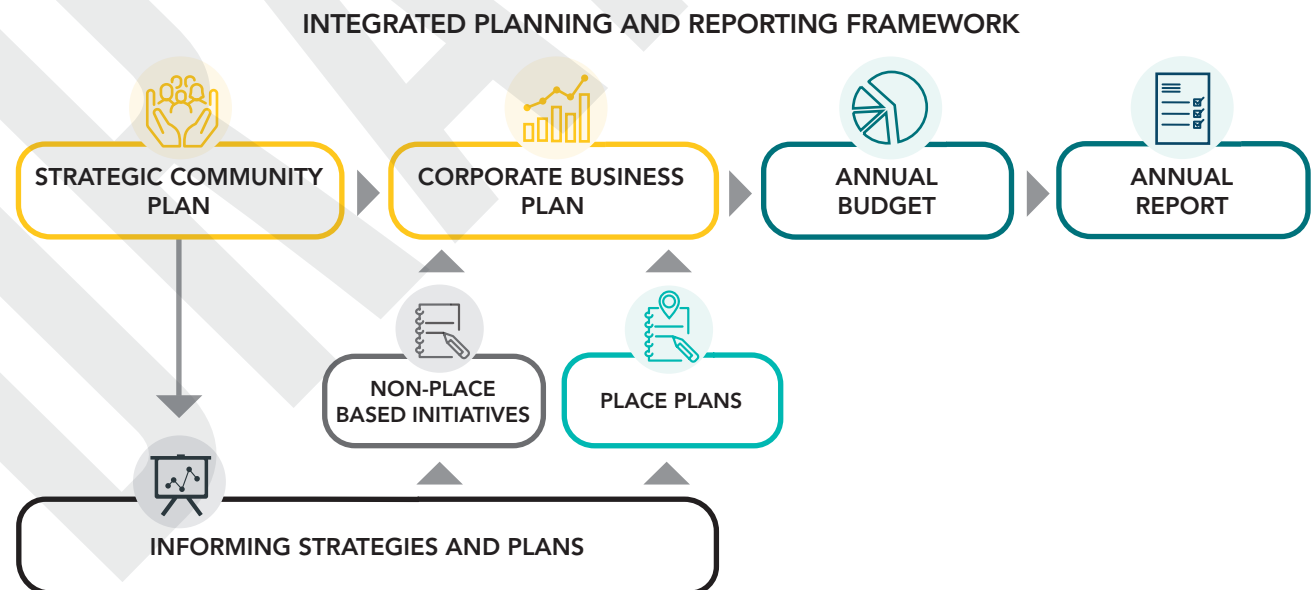 INTEGRATED PLANNING AND REPORTING FRAMEWORK
STRATEGIC COMMUNITY
PLAN
CORPORATE BUSINESS
PLAN
ANNUAL
BUDGET
ANNUAL
REPORT
NON-PLACE
BASED INITIATIVES
PLACE PLANS
INFORMING STRATEGIES AND PLANS